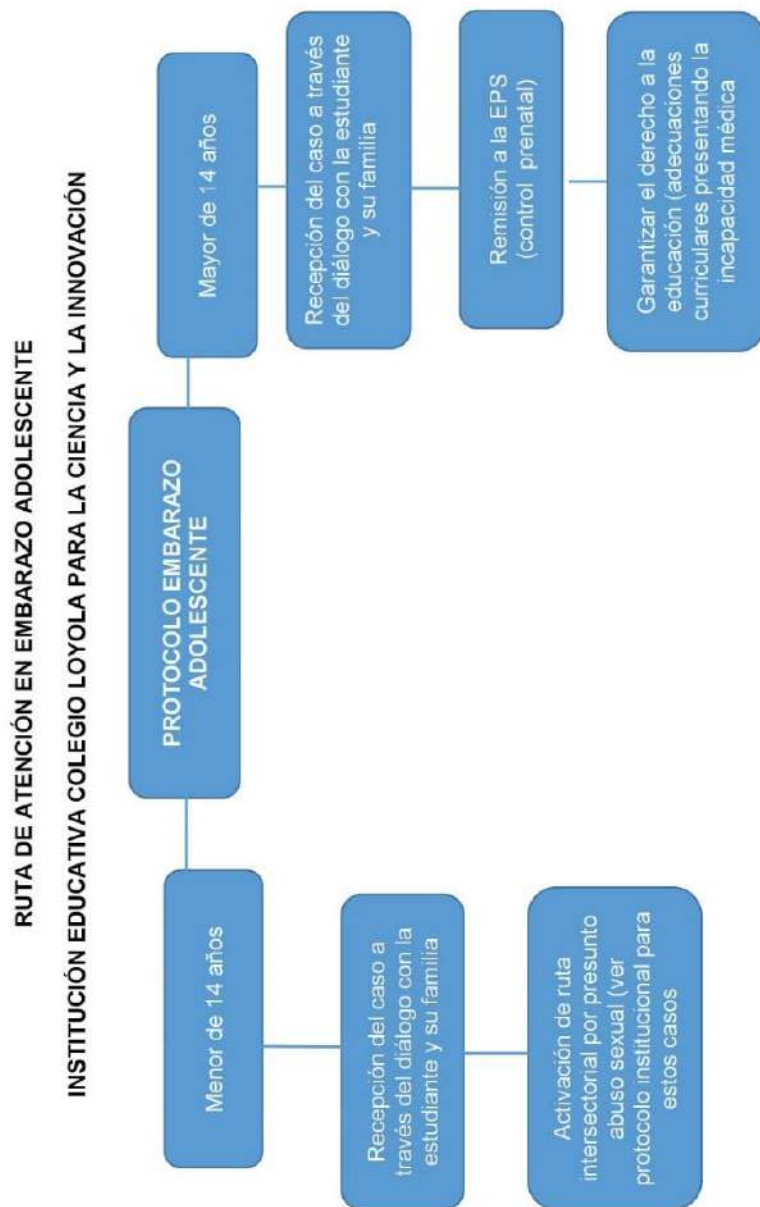 RUTA DE ATENCIÓN EN EMBARAZO ADOLESCENTE
INSTITUCIÓN EDUCATIVA COLEGIO LOYOLA PARA LA CIENCIA Y LA INNOVACIÓN
PROTOCOLO EMBARAZO
ADOLESCENTE
Menor de 14 años
Recepción del caso a
través del diálogo con la
estudiante y su familia
Activación de ruta
intersectorial por presunto
abuso sexual (ver
protocolo institucional para
estos casos
Mayor de 14 años
Recepción del caso a través
del diálogo con la estudiante
y su familia
Remisión a la EPS
(control prenatal)
Garantizar el derecho a la
educación (adecuaciones
curriculares presentando la
incapacidad médica